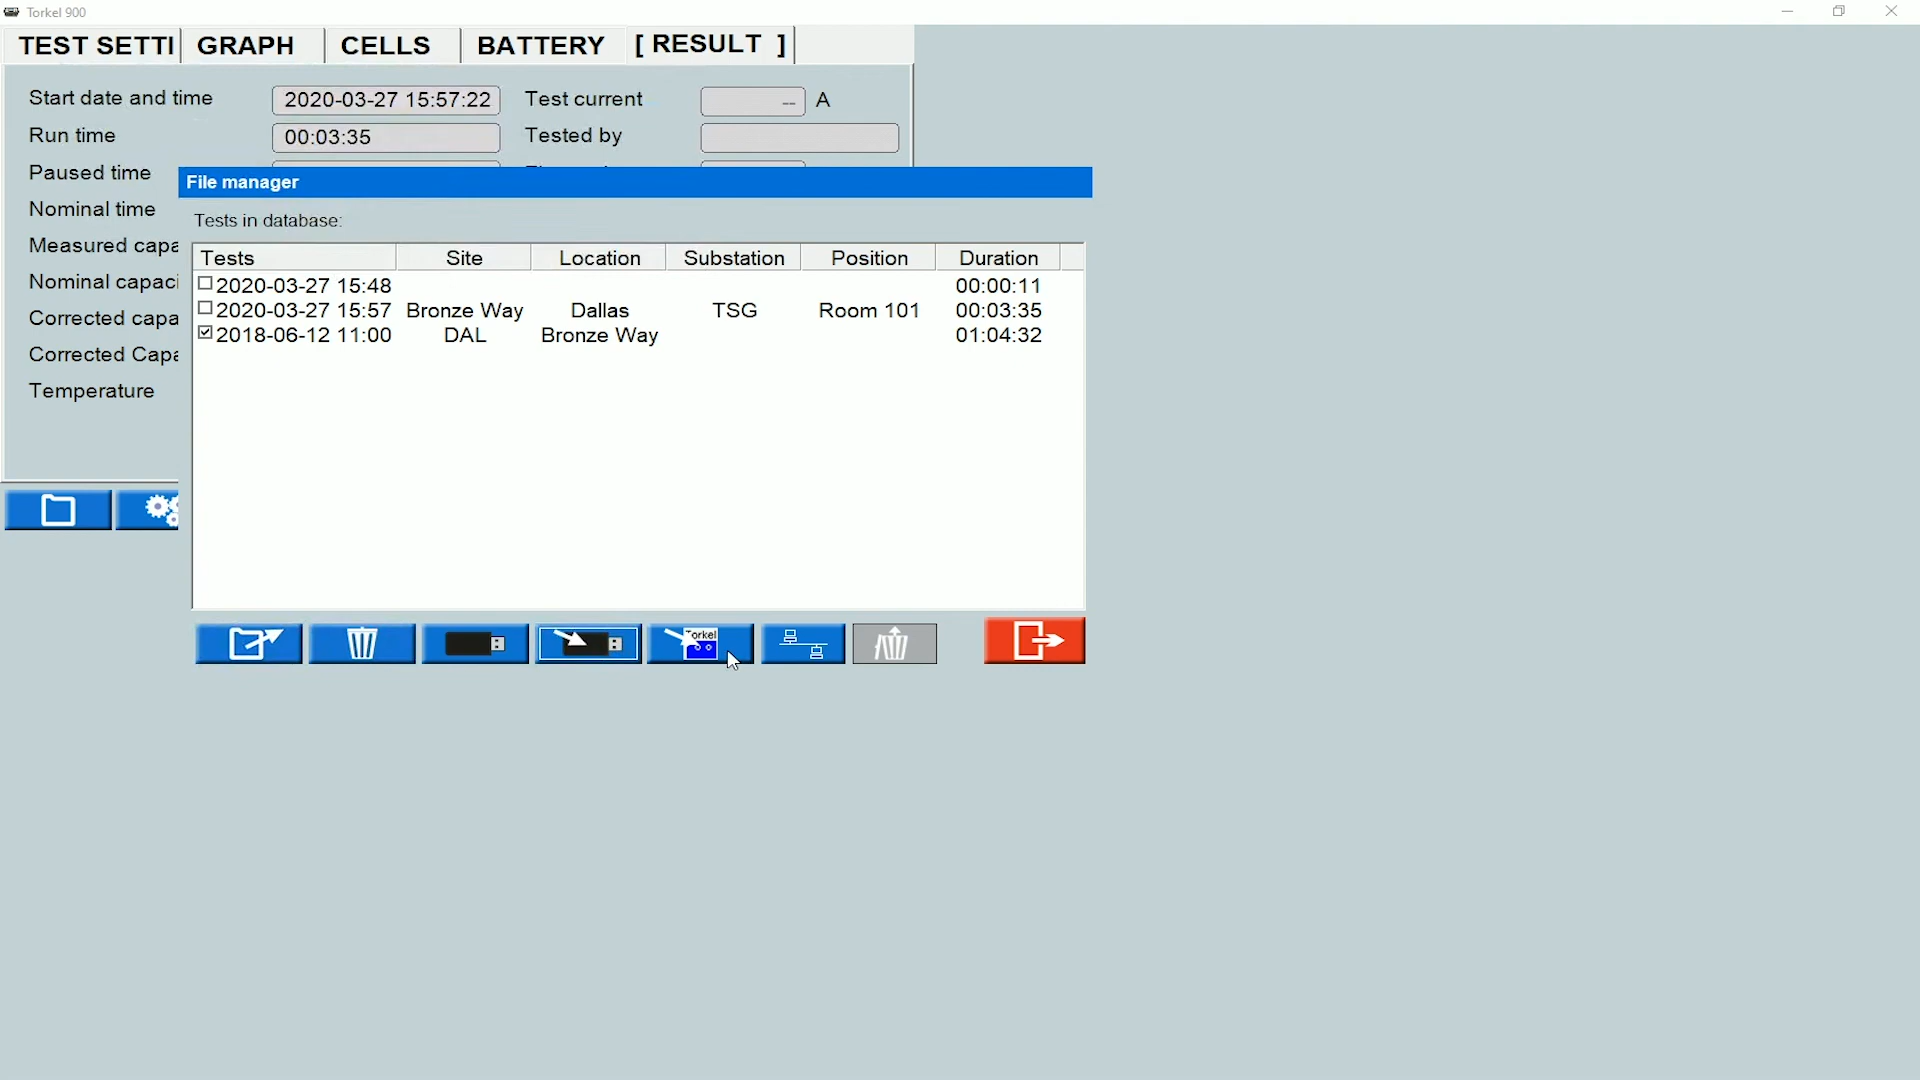 Torkel 900
TEST SETTI GRAPH CELLS BATTERY [ RESULT ]
Start date and time 2020-03-27 15:57:22 Test current -- A
Run time 00:03:35 Tested by
Paused time
Nominal time
Measured capa
Nominal capaci
Corrected capa
Corrected Capa
Temperature
File manager
Tests in database:
Tests Site Location Substation Position Duration
2020-03-27 15:48 00:00:11
2020-03-27 15:57 Bronze Way Dallas TSG Room 101 00:03:35
2018-06-12 11:00 DAL Bronze Way 01:04:32
Torkel